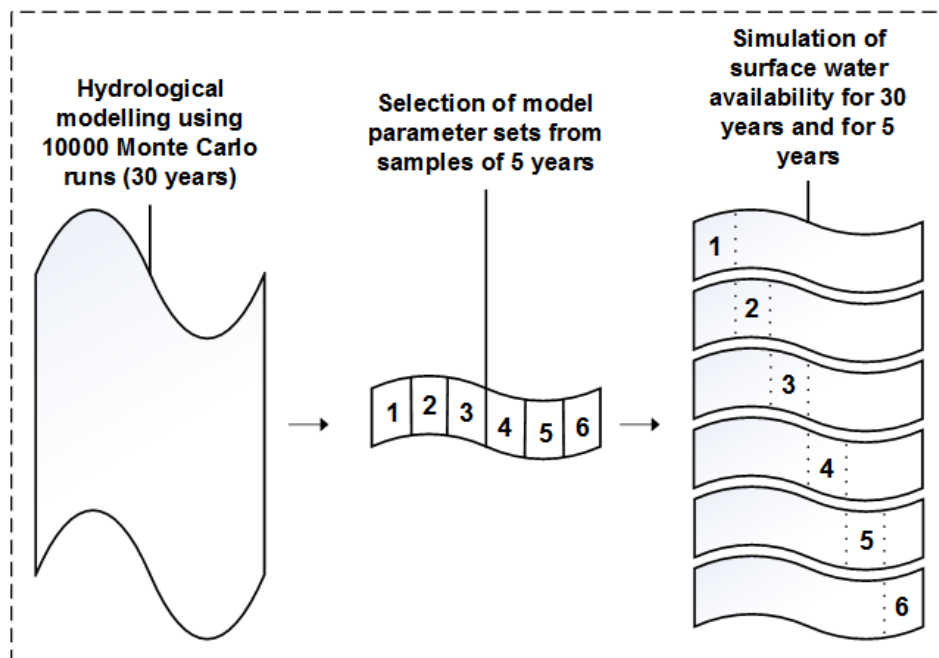 Hydrological
modelling using
10000 Monte Carlo
runs (30 years)
Selection of model
parameter sets from
samples of 5 years
Simulation of
surface water
availability for 30
years and for 5
years
1
2
3
4
5
6
1
2
3
4
5
6